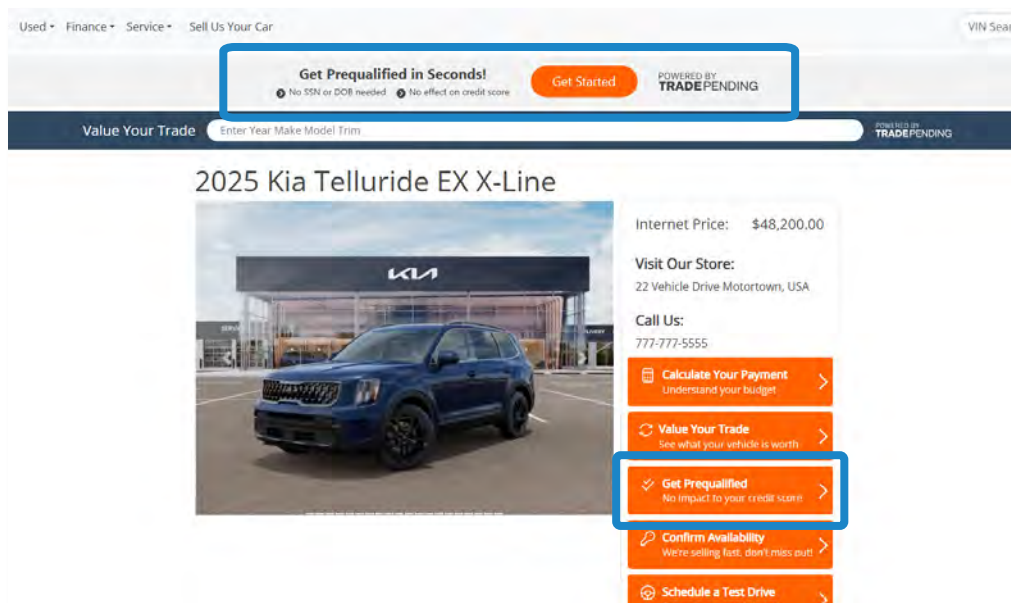 Used Finance Service Sell Us Your Car
VIN Sear
Get Prequalified in Seconds!
No SSN or DOB needed No effect on credit score
Get Started
POWERED BY
TRADEPENDING
Value Your Trade
Enter Year Make Model Trim
POWERED BY
TRADEPENDING
2025 Kia Telluride EX X-Line
KIA
SERVICE
Internet Price: $48,200.00
Visit Our Store:
22 Vehicle Drive Motortown, USA
Call Us:
777-777-5555
Calculate Your Payment
Understand your budget
Value Your Trade
See what your vehicle is worth
Get Prequalified
No impact to your credit score
Confirm Availability
We're selling fast, don't miss out!
Schedule a Test Drive